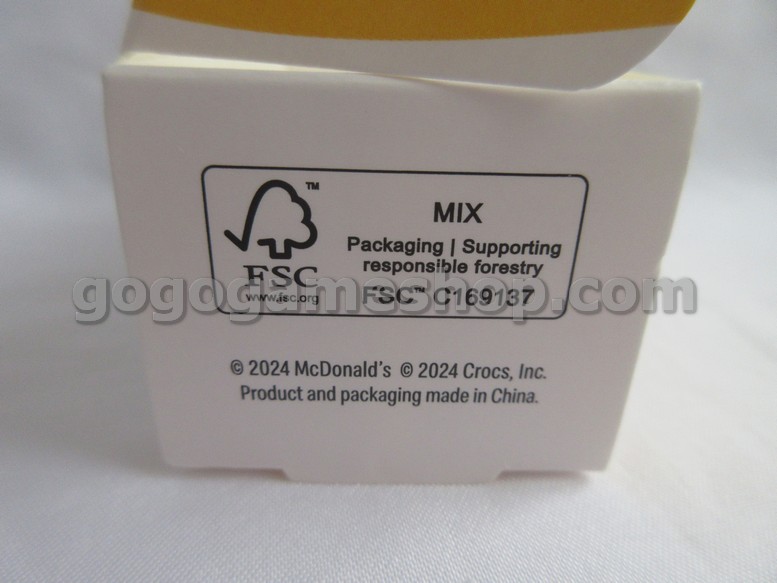 TM
MIX
Packaging | Supporting
responsible forestry
FSC
www.fsc.org
FSC™ C169137
gogogameshop.com
© 2024 McDonald's © 2024 Crocs, Inc.
Product and packaging made in China.